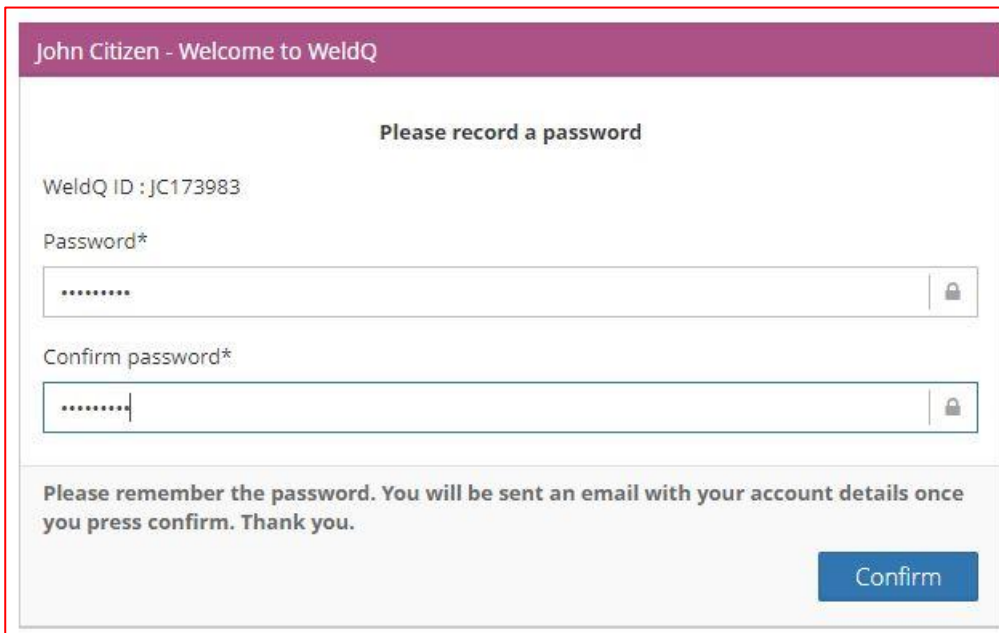 John Citizen - Welcome to WeldQ
Please record a password
WeldQ ID : JC173983
Password*
•••••••••
Confirm password*
•••••••••
Please remember the password. You will be sent an email with your account details once
you press confirm. Thank you.
Confirm